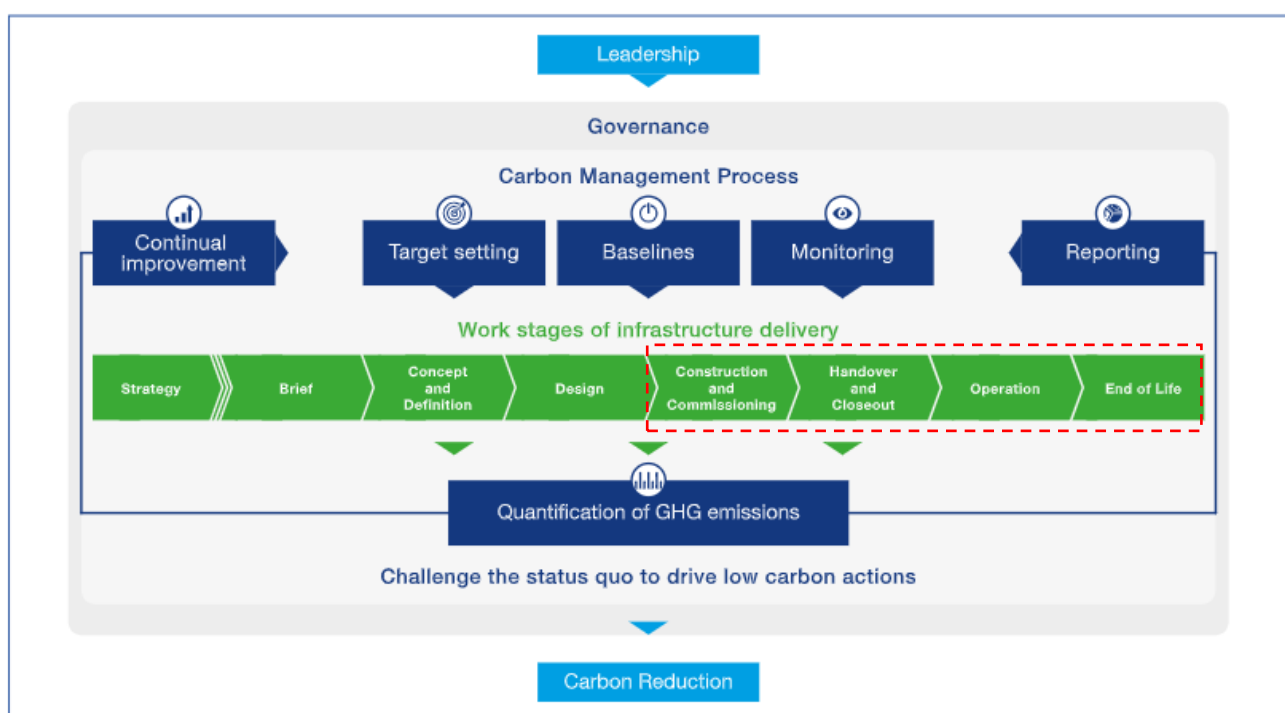 Leadership
Governance
Carbon Management Process
Continual
improvement
Target setting
Baselines
Monitoring
Reporting
Work stages of infrastructure delivery
Strategy
Brief
Concept
and
Definition
Design
Construction
and
Commissioning
Handover
and
Closeout
Operation
End of Life
Quantification of GHG emissions
Challenge the status quo to drive low carbon actions
Carbon Reduction